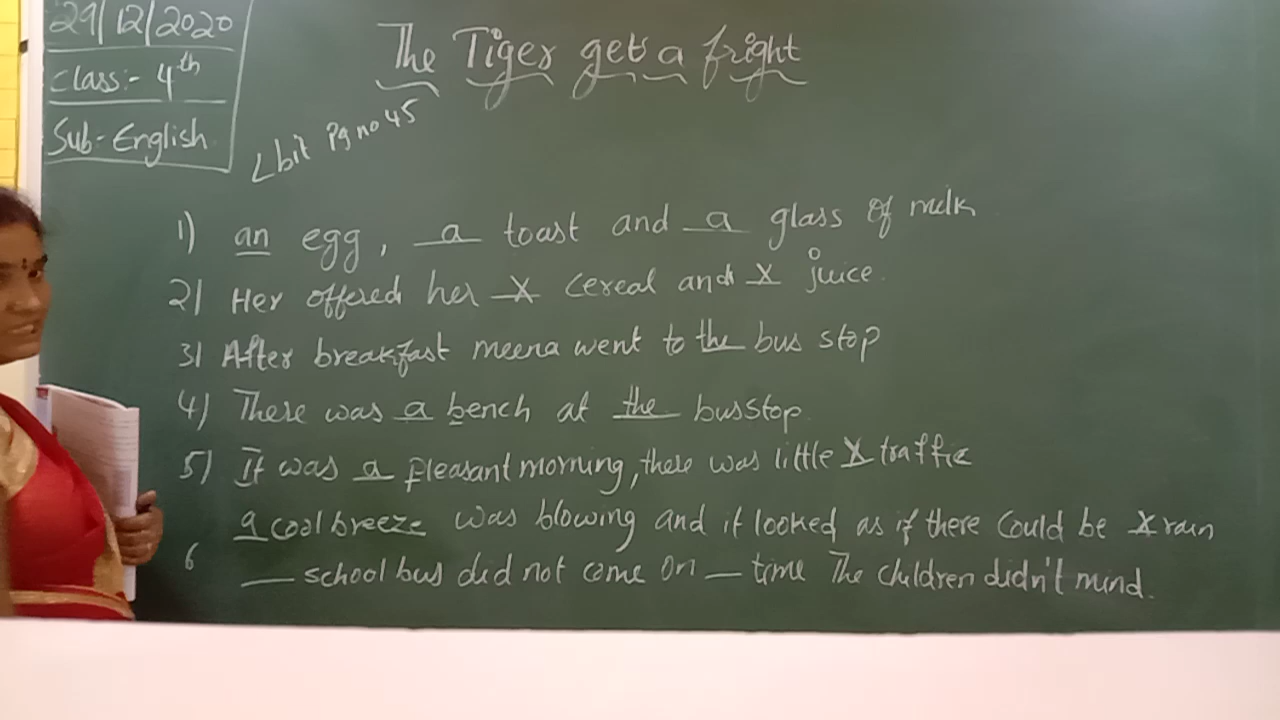 29/12/2020
Class:- 4th
Sub- English
The Tiger gets a fright
L bit Pg no 45
1) an egg, a toast and a glass of milk
2) Her offered her X cereal and X juice.
3) After breakfast meena went to the bus stop
4) There was a bench at the busstop.
5) It was a pleasant morning, there was little X traffic
a cool breeze was blowing and it looked as if there could be X rain
6 __ school bus did not come on __ time The children didn't mind.